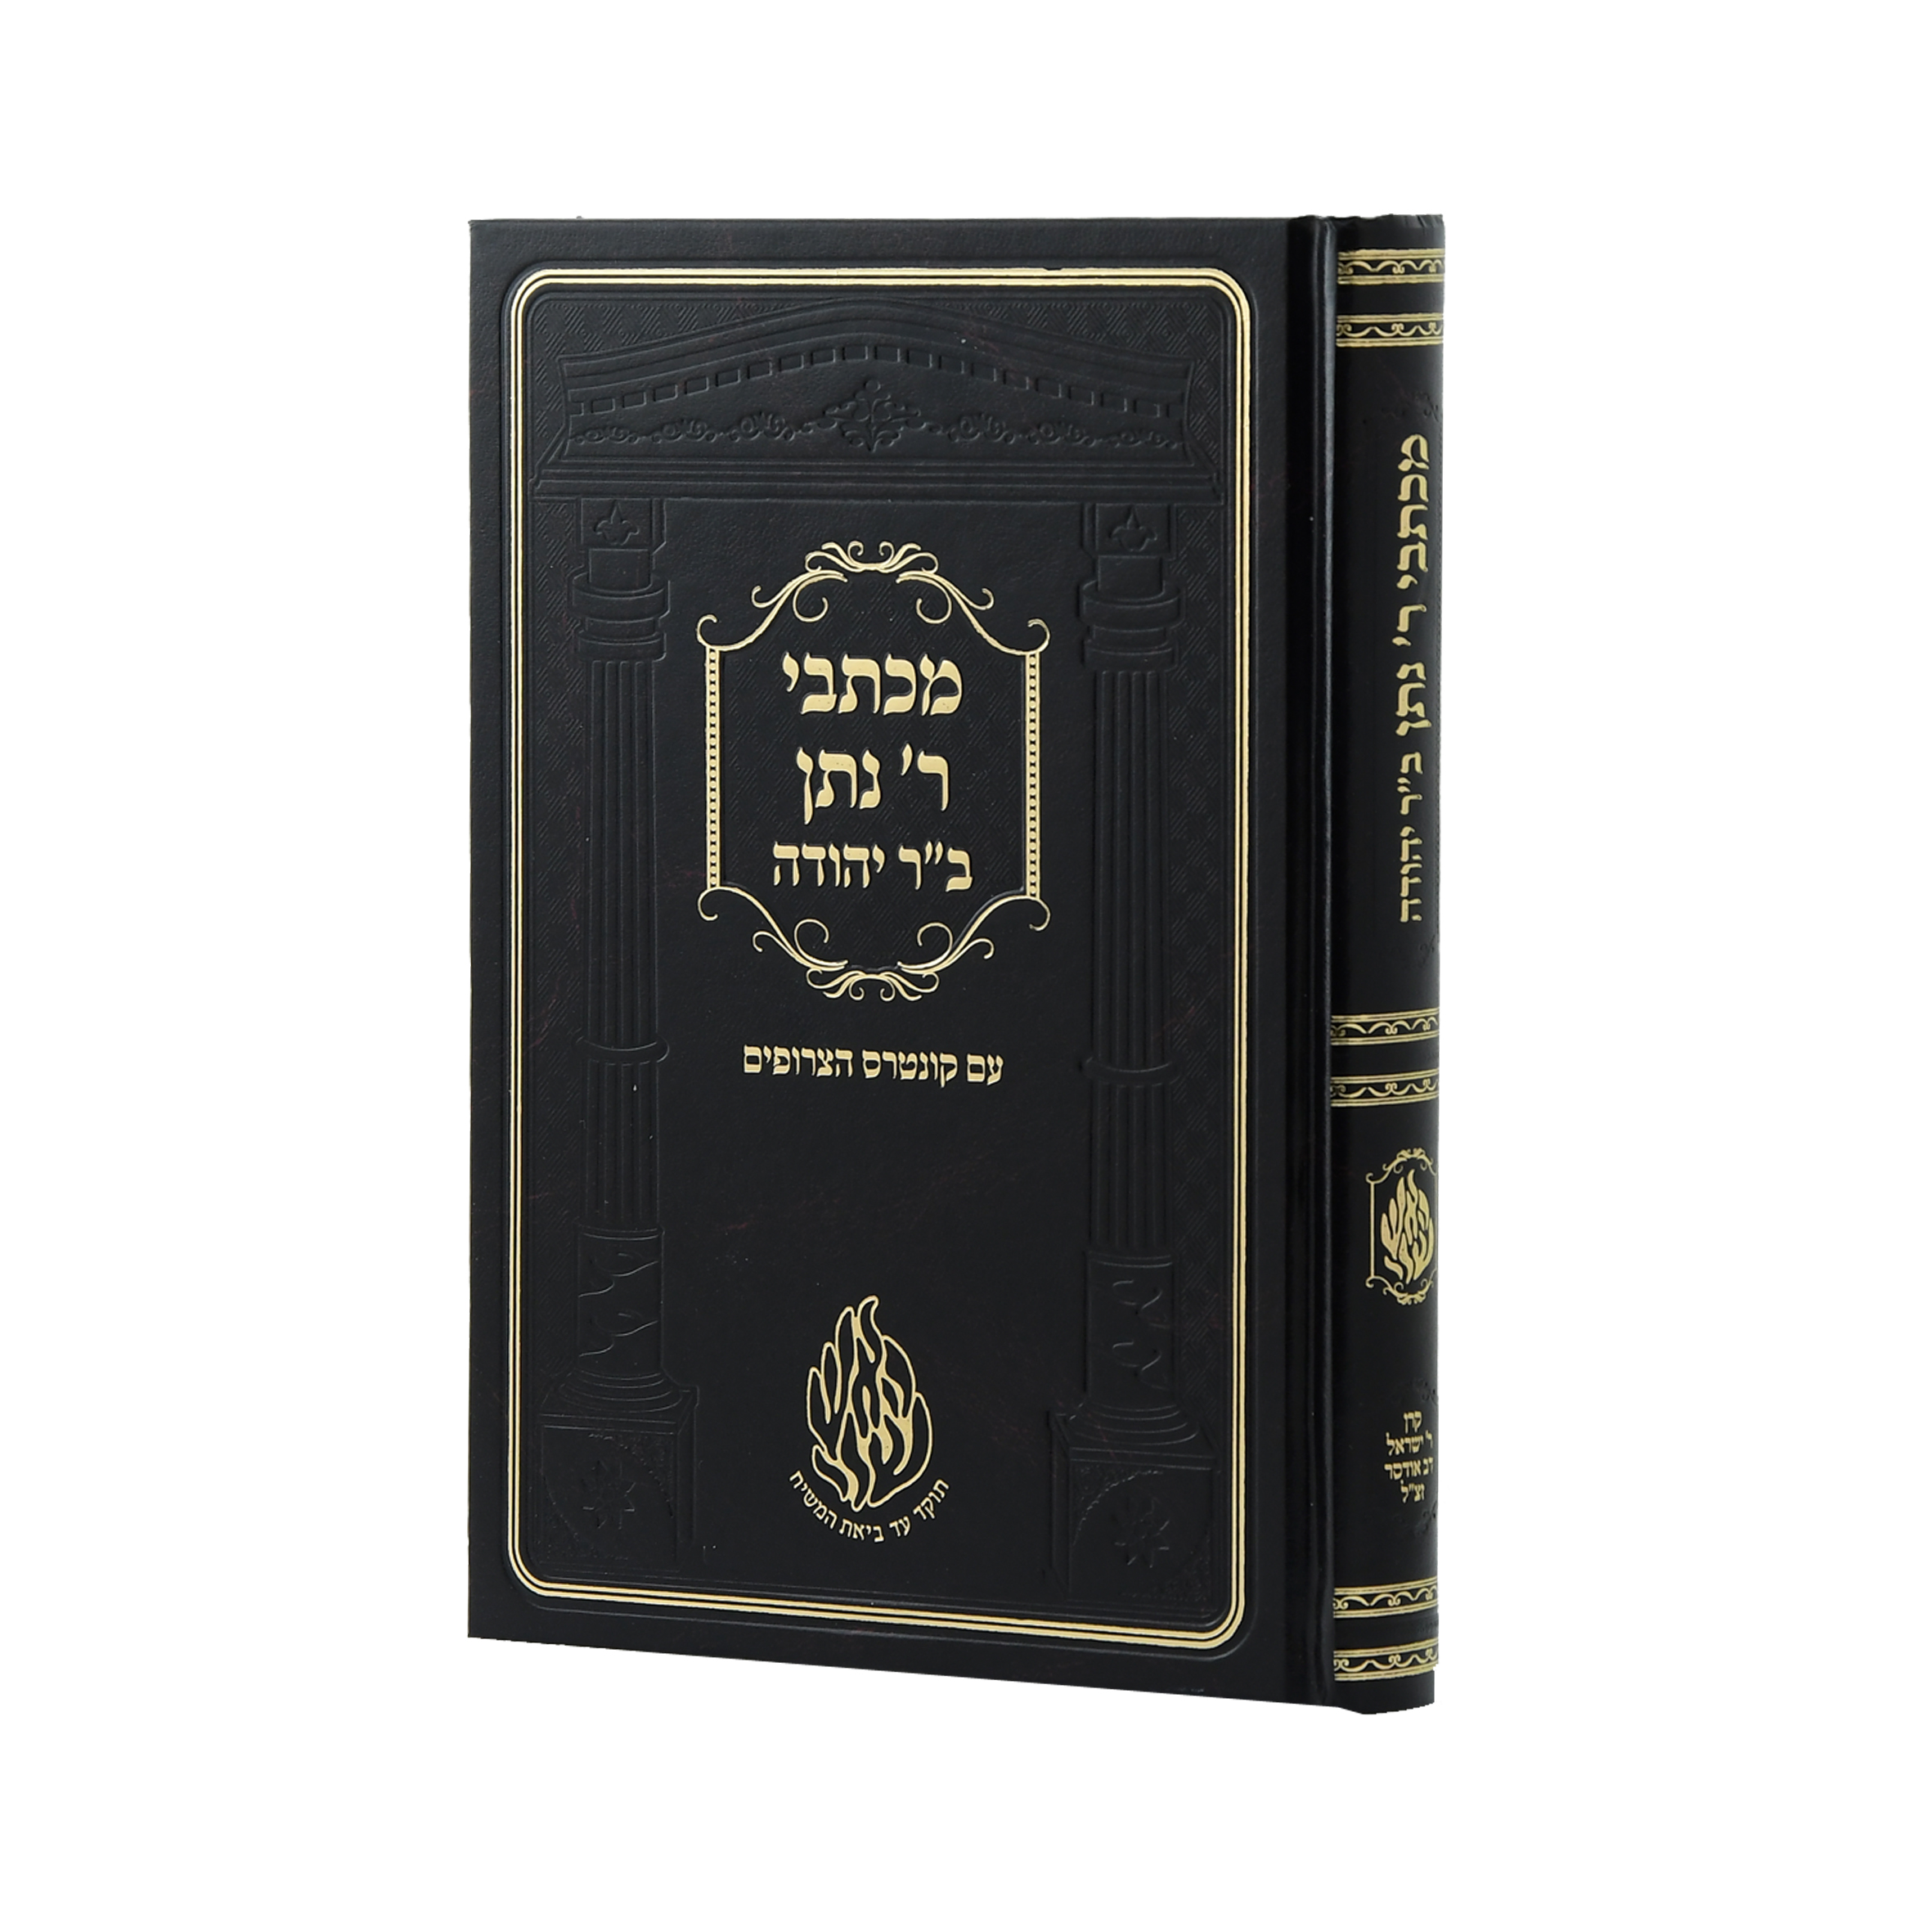 מכתבי
ר' נתן
ב"ר יהודה
עם קונטרס הצרופים
תוקד עד ביאת המשיח
מכתבי ר' נתן ב"ר יהודה
קרן
ר' ישראל
דב אודסר
זצ"ל